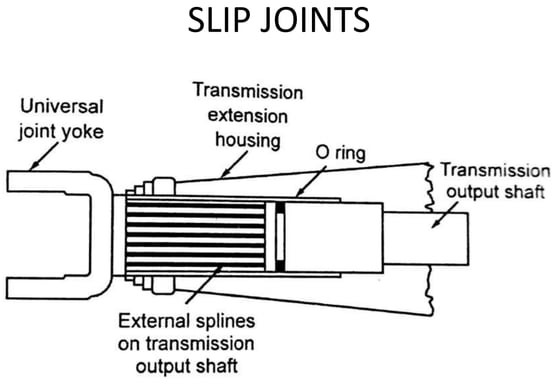 SLIP JOINTS
Universal
joint yoke
Transmission
extension
housing
O ring
Transmission
output shaft
External splines
on transmission
output shaft